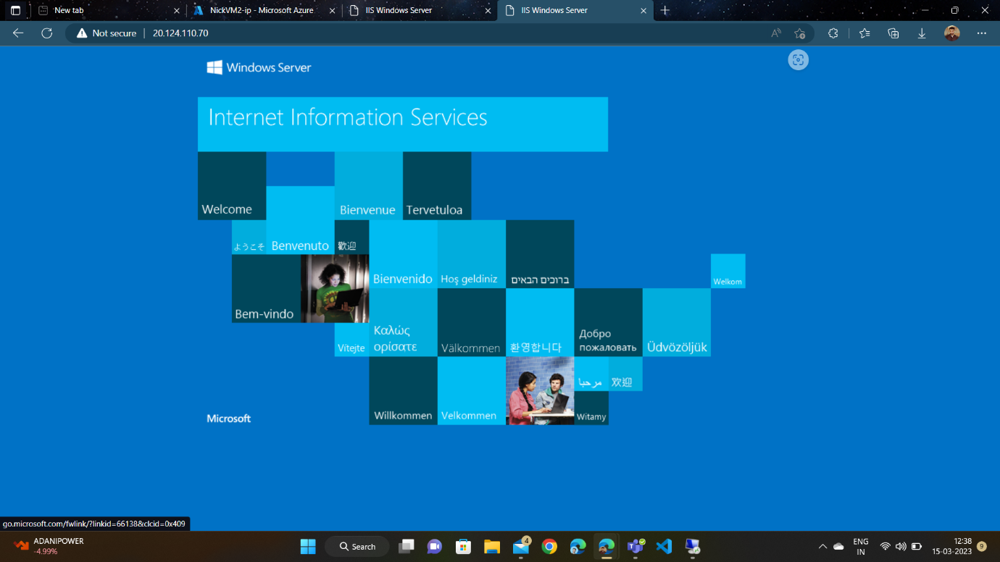 New tab
NickVM2-ip - Microsoft Azure
IIS Windows Server
IIS Windows Server
Not secure
20.124.110.70
Windows Server
Internet Information Services
Welcome
Bienvenue
Tervetuloa
ようこそ
Benvenuto
歡迎
Bienvenido
Hoş geldiniz
ברוכים הבאים
Welkom
Bem-vindo
Vítejte
Καλώς
ορίσατε
Välkommen
환영합니다
Добро
пожаловать
Üdvözöljük
مرحبا
欢迎
Willkommen
Velkommen
Witamy
Microsoft
go.microsoft.com/fwlink/?linkid=66138&clcid=0x409
ADANIPOWER
-4.99%
Search
4
ENG
IN
12:38
15-03-2023
9